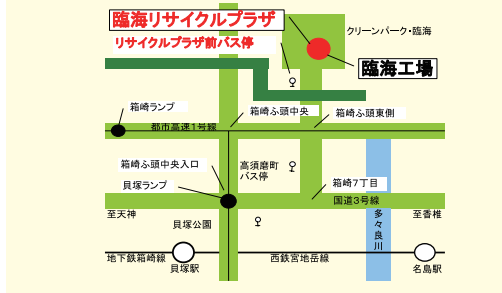 臨海リサイクルプラザ
リサイクルプラザ前バス停
クリーンパーク・臨海
臨海工場
箱崎ランプ
箱崎ふ頭中央
箱崎ふ頭東側
都市高速1号線
箱崎ふ頭中央入口
高須磨町
バス停
貝塚ランプ
箱崎7丁目
国道3号線
至天神
至香椎
貝塚公園
多々良川
地下鉄箱崎線
西鉄宮地岳線
貝塚駅
名島駅